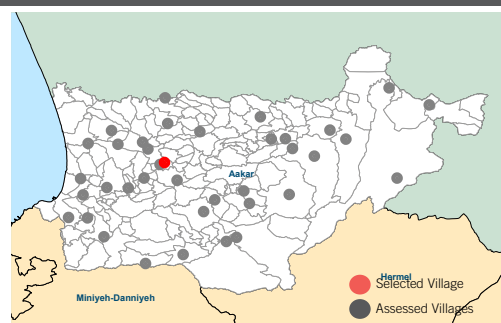 Aakar
Hermel
Selected Village
Miniyeh-Danniyeh
Assessed Villages